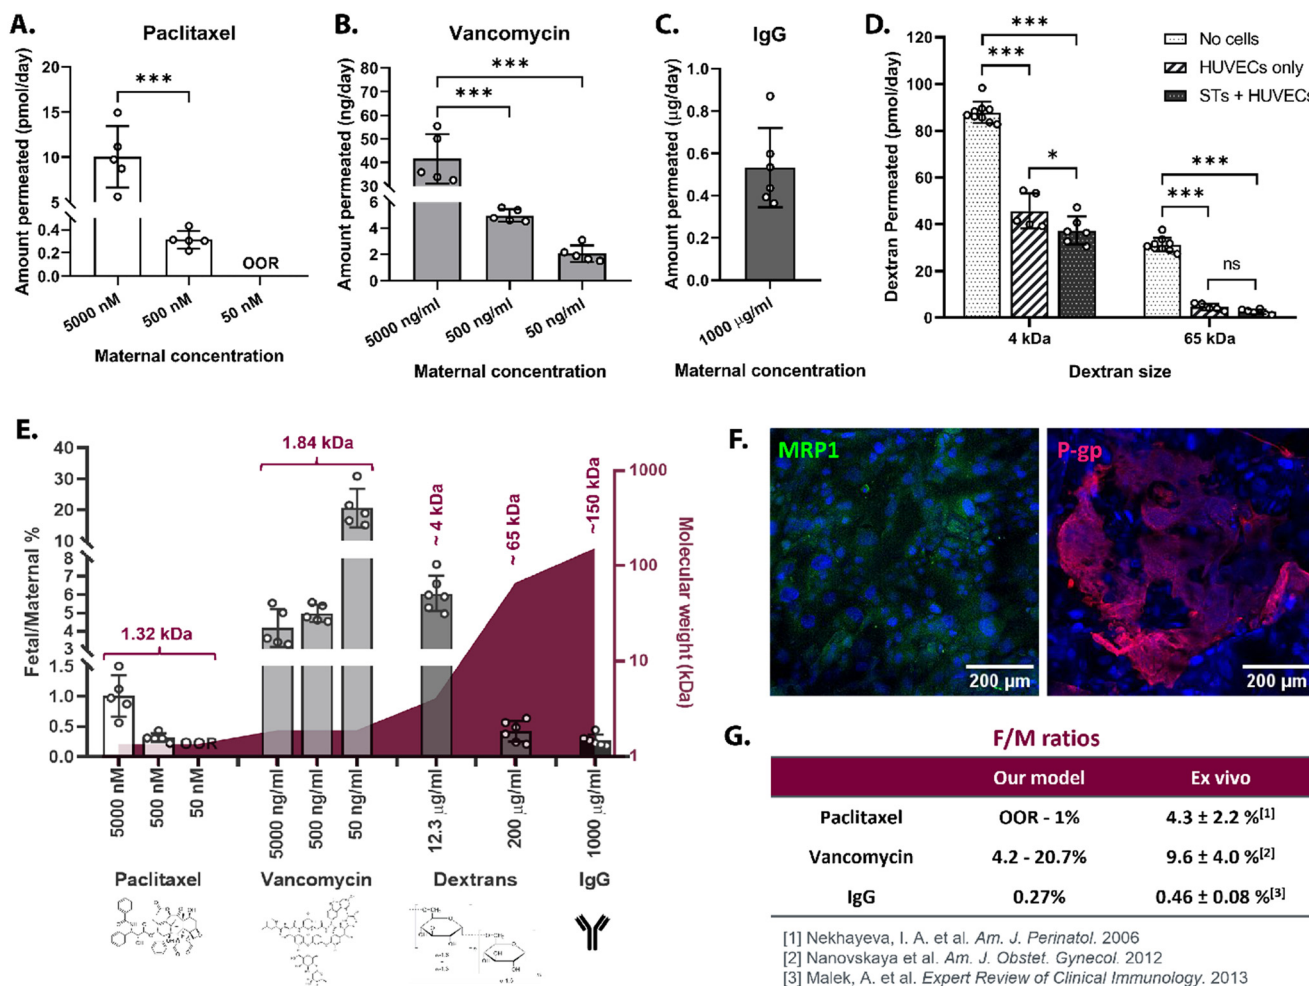 A.
Paclitaxel
Amount permeated (pmol/day)
15
10
5
0.4
0.2
0.0
***
OOR
5000 nM
500 nM
50 nM
Maternal concentration
B.
Vancomycin
Amount permeated (ng/day)
80
70
60
50
40
30
6
4
2
0
***
***
5000 ng/ml
500 ng/ml
50 ng/ml
Maternal concentration
C.
IgG
Amount permeated (µg/day)
1.0
0.8
0.6
0.4
0.2
0.0
1000 µg/ml
Maternal concentration
D.
Dextran Permeated (pmol/day)
120
100
80
60
40
20
0
***
***
*
***
***
ns
No cells
HUVECs only
STs + HUVECs
4 kDa
65 kDa
Dextran size
E.
Fetal/Maternal %
40
30
20
10
8
7
6
5
4
3
1.5
1.0
0.5
0.0
1.32 kDa
1.84 kDa
~ 4 kDa
~ 65 kDa
~150 kDa
OOR
1000
100
10
1
Molecular weight (kDa)
5000 nM
500 nM
50 nM
5000 ng/ml
500 ng/ml
50 ng/ml
12.3 µg/ml
200 µg/ml
1000 µg/ml
Paclitaxel
Vancomycin
Dextrans
IgG
F.
MRP1
200 µm
P-gp
200 µm
G.
F/M ratios
Our model Ex vivo
Paclitaxel OOR - 1% 4.3 ± 2.2 %[1]
Vancomycin 4.2 - 20.7% 9.6 ± 4.0 %[2]
IgG 0.27% 0.46 ± 0.08 %[3]
[1] Nekhayeva, I. A. et al. Am. J. Perinatol. 2006
[2] Nanovskaya et al. Am. J. Obstet. Gynecol. 2012
[3] Malek, A. et al. Expert Review of Clinical Immunology. 2013